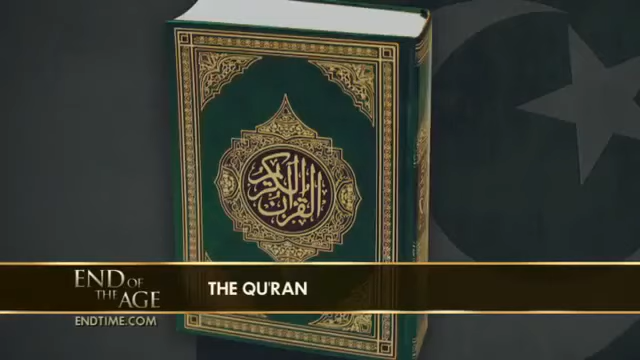 القرآن الكريم
END OF
THE AGE
ENDTIME.COM
THE QU'RAN